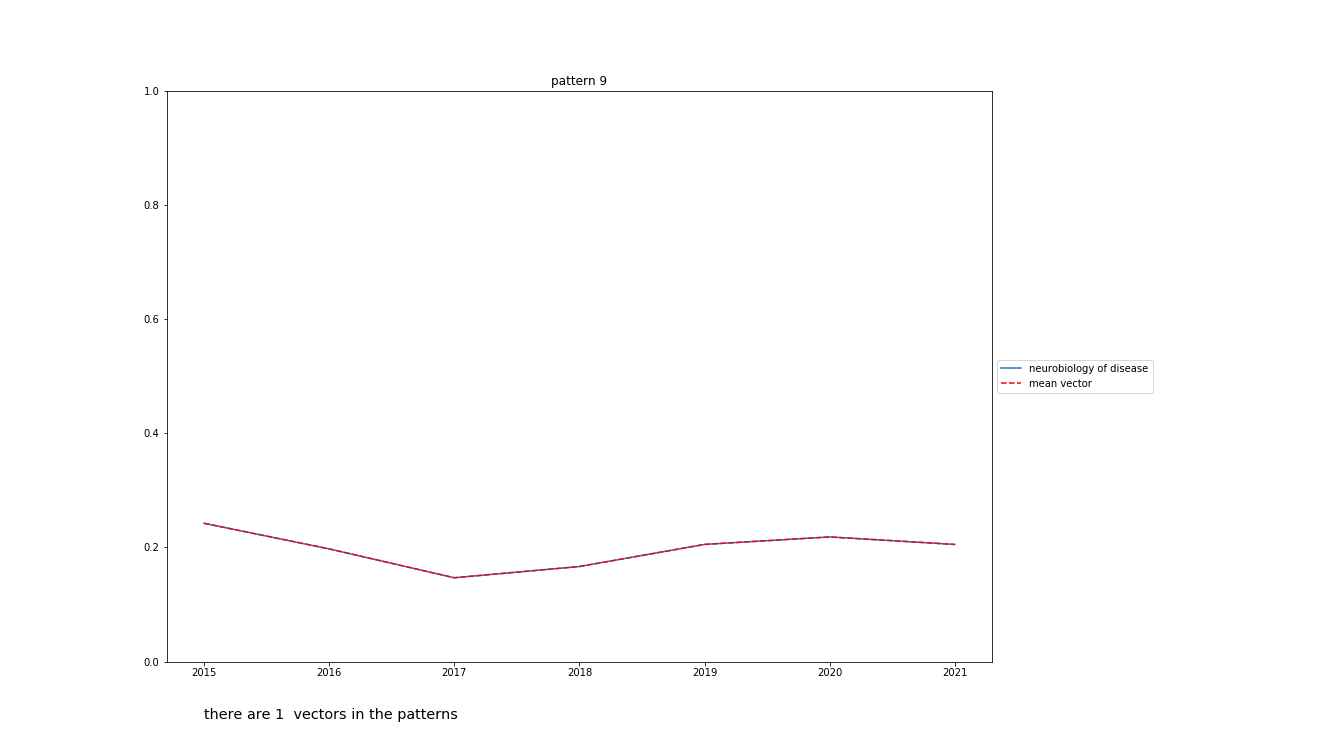 pattern 9
1.0
0.8
0.6
0.4
0.2
0.0
2015 2016 2017 2018 2019 2020 2021
neurobiology of disease
mean vector
there are 1  vectors in the patterns